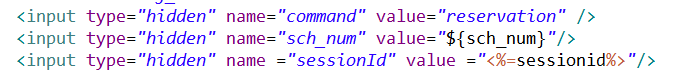 <input type="hidden" name="command" value="reservation" />
<input type="hidden" name="sch_num" value="${sch_num}"/>
<input type="hidden" name ="sessionId" value ="<%=sessionid%>"/>